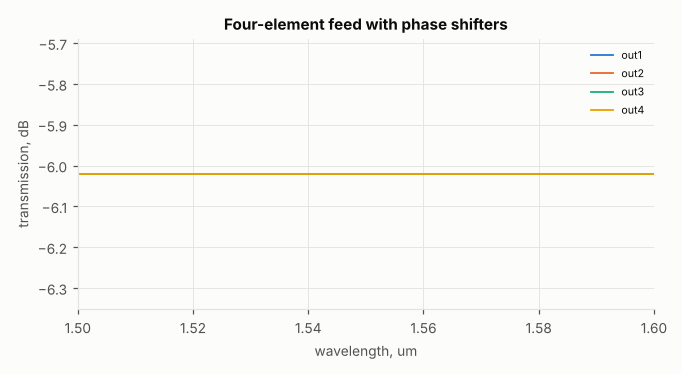 Four-element feed with phase shifters
−5.7
−5.8
−5.9
−6.0
−6.1
−6.2
−6.3
transmission, dB
out1
out2
out3
out4
1.50 1.52 1.54 1.56 1.58 1.60
wavelength, um